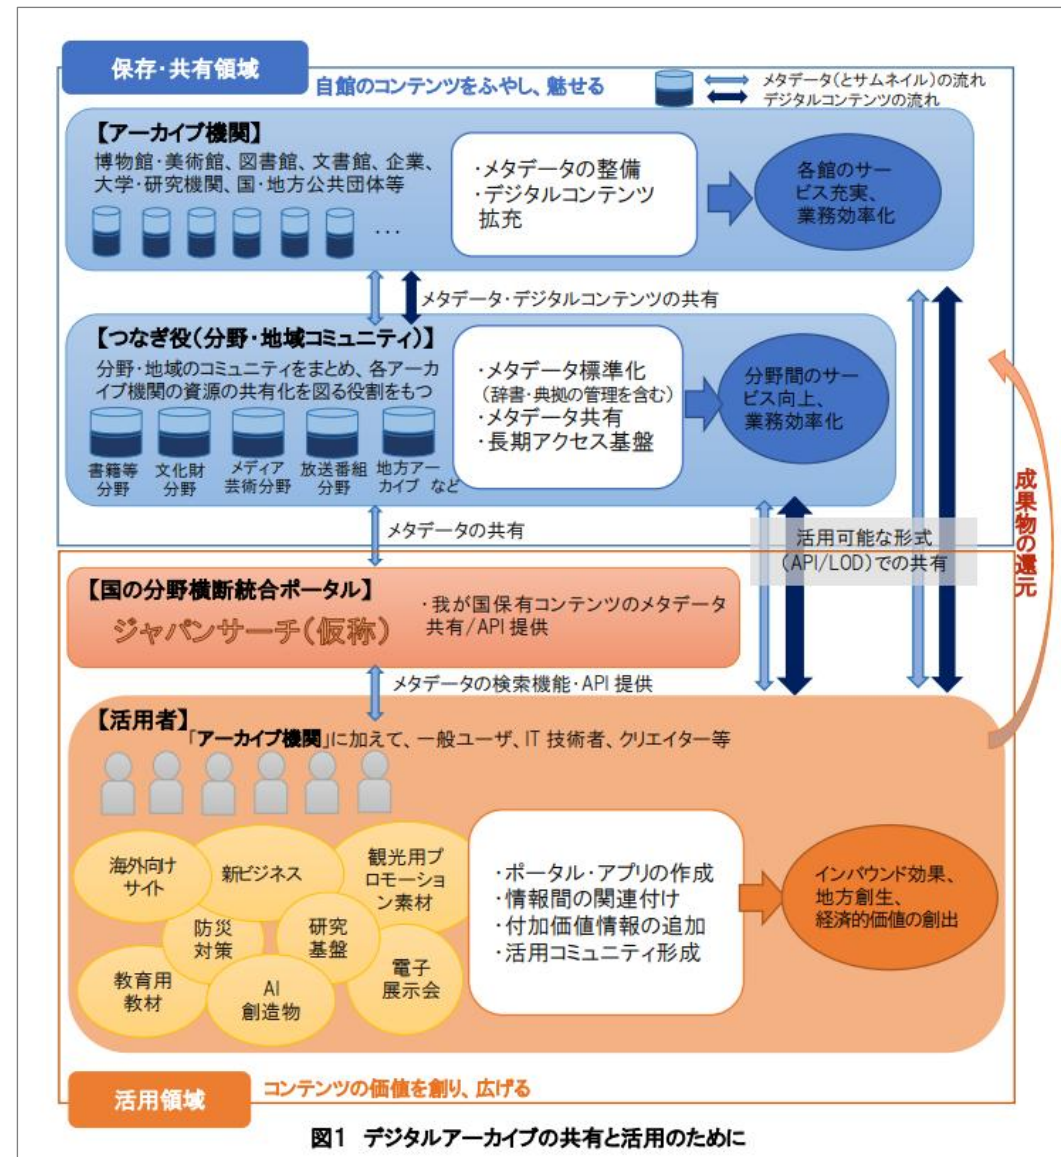 保存・共有領域
自館のコンテンツをふやし、魅せる
メタデータ(とサムネイル)の流れ
デジタルコンテンツの流れ
【アーカイブ機関】
博物館・美術館、図書館、文書館、企業、
大学・研究機関、国・地方公共団体等
・・・
・メタデータの整備
・デジタルコンテンツ
拡充
各館のサー
ビス充実、
業務効率化
メタデータ・デジタルコンテンツの共有
【つなぎ役(分野・地域コミュニティ)】
分野・地域のコミュニティをまとめ、各アーカ
イブ機関の資源の共有化を図る役割をもつ
書籍等
分野
文化財
分野
メディア
芸術分野
放送番組
分野
地方アー
カイブ など
・メタデータ標準化
(辞書・典拠の管理を含む)
・メタデータ共有
・長期アクセス基盤
分野間のサー
ビス向上、
業務効率化
メタデータの共有
活用可能な形式
(API/LOD)での共有
成果物の還元
【国の分野横断統合ポータル】
ジャパンサーチ(仮称)
・我が国保有コンテンツのメタデータ
共有/API 提供
メタデータの検索機能・API 提供
【活用者】
「アーカイブ機関」に加えて、一般ユーザ、IT 技術者、クリエイター等
海外向け
サイト
新ビジネス
観光用プ
ロモーショ
ン素材
防災
対策
研究
基盤
教育用
教材
AI
創造物
電子
展示会
・ポータル・アプリの作成
・情報間の関連付け
・付加価値情報の追加
・活用コミュニティ形成
インバウンド効果、
地方創生、
経済的価値の創出
活用領域
コンテンツの価値を創り、広げる
図1 デジタルアーカイブの共有と活用のために